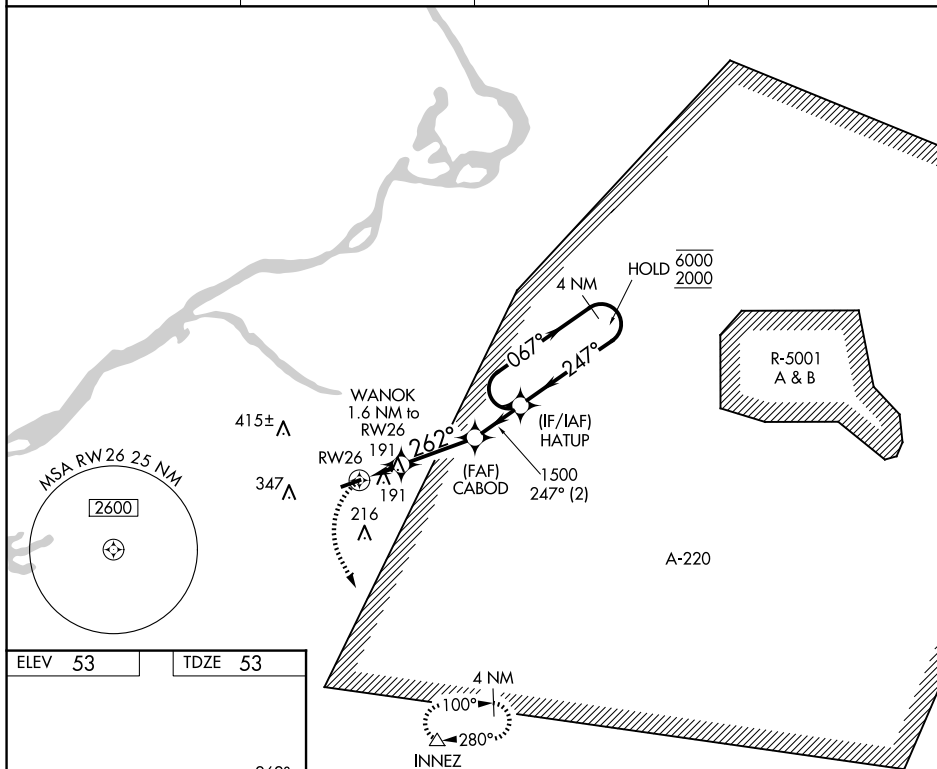 HOLD 6000
2000
4 NM
067°
247°
R-5001
A & B
WANOK
1.6 NM to
RW26
415±
191
262°
(IF/IAF)
HATUP
RW26
(FAF)
CABOD
1500
247° (2)
347
191
216
MSA RW26 25 NM
2600
A-220
ELEV 53
TDZE 53
4 NM
100°
280°
INNEZ